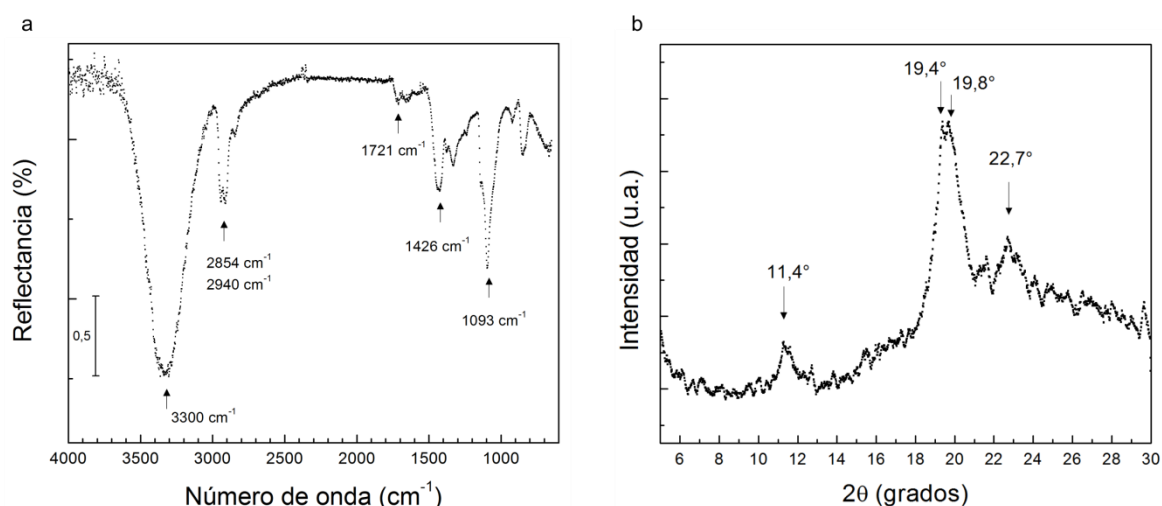 a
Reflectancia (%)
0,5
3300 cm⁻¹
2854 cm⁻¹
2940 cm⁻¹
1721 cm⁻¹
1426 cm⁻¹
1093 cm⁻¹
4000 3500 3000 2500 2000 1500 1000
Número de onda (cm⁻¹)
b
Intensidad (u.a.)
11,4°
19,4°
19,8°
22,7°
6 8 10 12 14 16 18 20 22 24 26 28 30
2θ (grados)